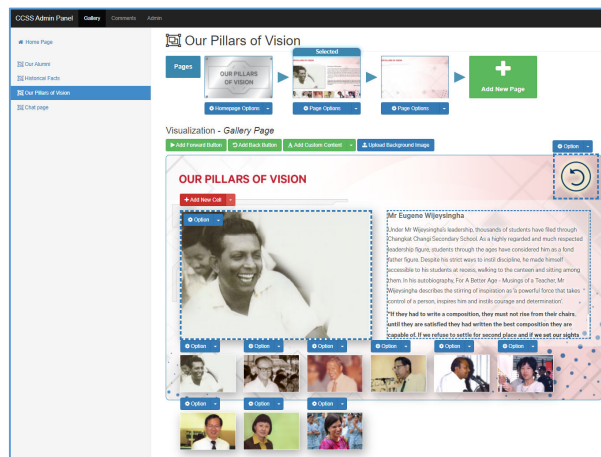 CCSS Admin Panel Gallery Comments Admin
Home Page
Our Alumni
Historical Facts
Our Pillars of Vision
Chat page
Our Pillars of Vision
Pages
OUR PILLARS
OF VISION
Homepage Options
Selected
Page Options
Page Options
Add New Page
Visualization - Gallery Page
Add Forward Button Add Back Button Add Custom Content Upload Background Image
Option
OUR PILLARS OF VISION
Add New Cell
Option
Mr Eugene Wijeysingha
Under Mr Wijeysingha's leadership, thousands of students have filed through
Changkat Changi Secondary School. As a highly regarded and much respected
leadership figure, students through the ages have considered him as a fond
father figure. Despite his strict ways to instil discipline, he made himself
accessible to his students at recess, walking to the canteen and sitting among
them. In his autobiography, For A Better Age - Musings of a Teacher, Mr
Wijeysingha describes the stirring of inspiration as 'a powerful force that takes
control of a person, inspires him and instils courage and determination'.
"If they had to write a composition, they must not rise from their chairs,
until they are satisfied they had written the best composition they are
capable of. If we refuse to settle for second place and if we set our sights
Option Option Option Option Option Option
Option Option Option